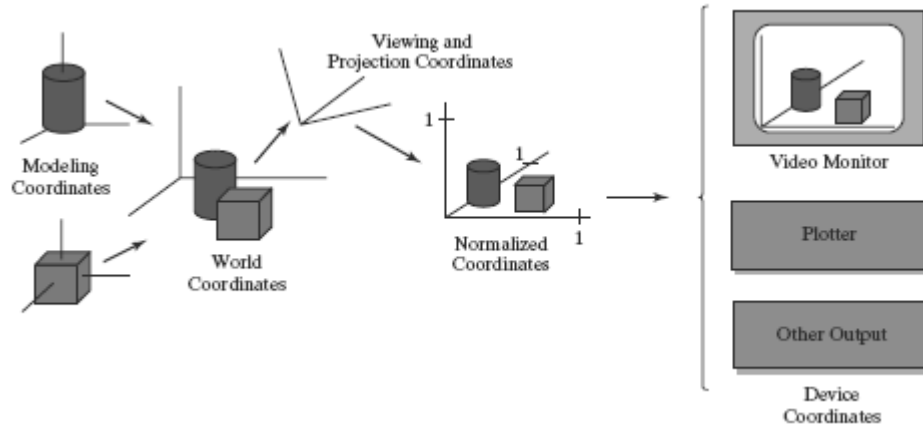 Viewing and
Projection Coordinates
Modeling
Coordinates
World
Coordinates
1
1
1
Normalized
Coordinates
Video Monitor
Plotter
Other Output
Device
Coordinates